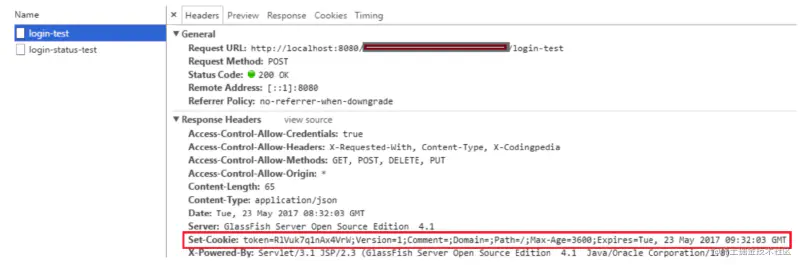 Name
login-test
login-status-test
× Headers Preview Response Cookies Timing
▼ General
Request URL: http://localhost:8080/ /login-test
Request Method: POST
Status Code: 200 OK
Remote Address: [::1]:8080
Referrer Policy: no-referrer-when-downgrade
▼ Response Headers view source
Access-Control-Allow-Credentials: true
Access-Control-Allow-Headers: X-Requested-With, Content-Type, X-Codingpedia
Access-Control-Allow-Methods: GET, POST, DELETE, PUT
Access-Control-Allow-Origin: *
Content-Length: 65
Content-Type: application/json
Date: Tue, 23 May 2017 08:32:03 GMT
Server: GlassFish Server Open Source Edition 4.1
Set-Cookie: token=RlVuk7q1nAx4VrW;Version=1;Comment=;Domain=;Path=/;Max-Age=3600;Expires=Tue, 23 May 2017 09:32:03 GMT
X-Powered-By: Servlet/3.1 JSP/2.3 (GlassFish Server Open Source Edition 4.1 Java/Oracle Corporation/1.8)